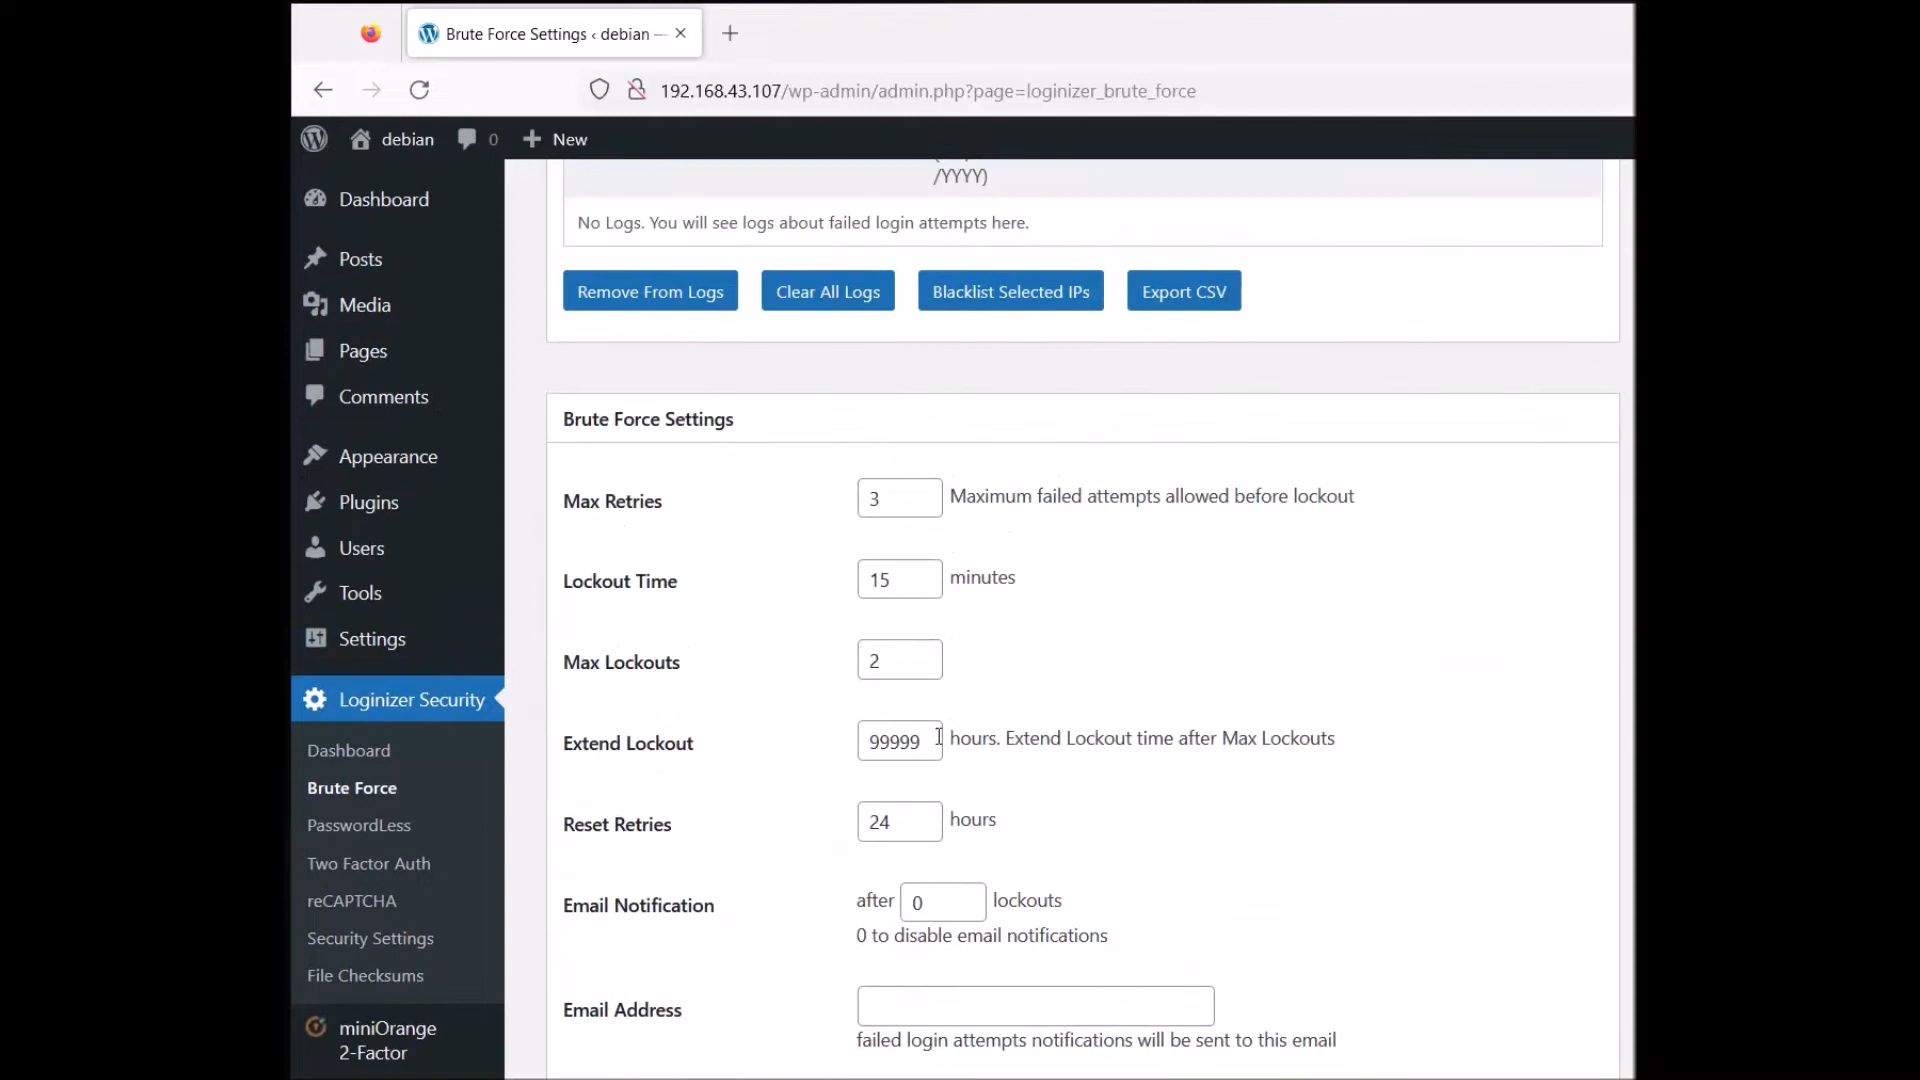 Brute Force Settings ‹ debian —
192.168.43.107/wp-admin/admin.php?page=loginizer_brute_force
debian 0 New
Dashboard
Posts
Media
Pages
Comments
Appearance
Plugins
Users
Tools
Settings
Loginizer Security
Dashboard
Brute Force
PasswordLess
Two Factor Auth
reCAPTCHA
Security Settings
File Checksums
miniOrange
2-Factor
/YYYY)
No Logs. You will see logs about failed login attempts here.
Remove From Logs Clear All Logs Blacklist Selected IPs Export CSV
Brute Force Settings
Max Retries 3 Maximum failed attempts allowed before lockout
Lockout Time 15 minutes
Max Lockouts 2
Extend Lockout 99999 hours. Extend Lockout time after Max Lockouts
Reset Retries 24 hours
Email Notification after 0 lockouts
0 to disable email notifications
Email Address
failed login attempts notifications will be sent to this email